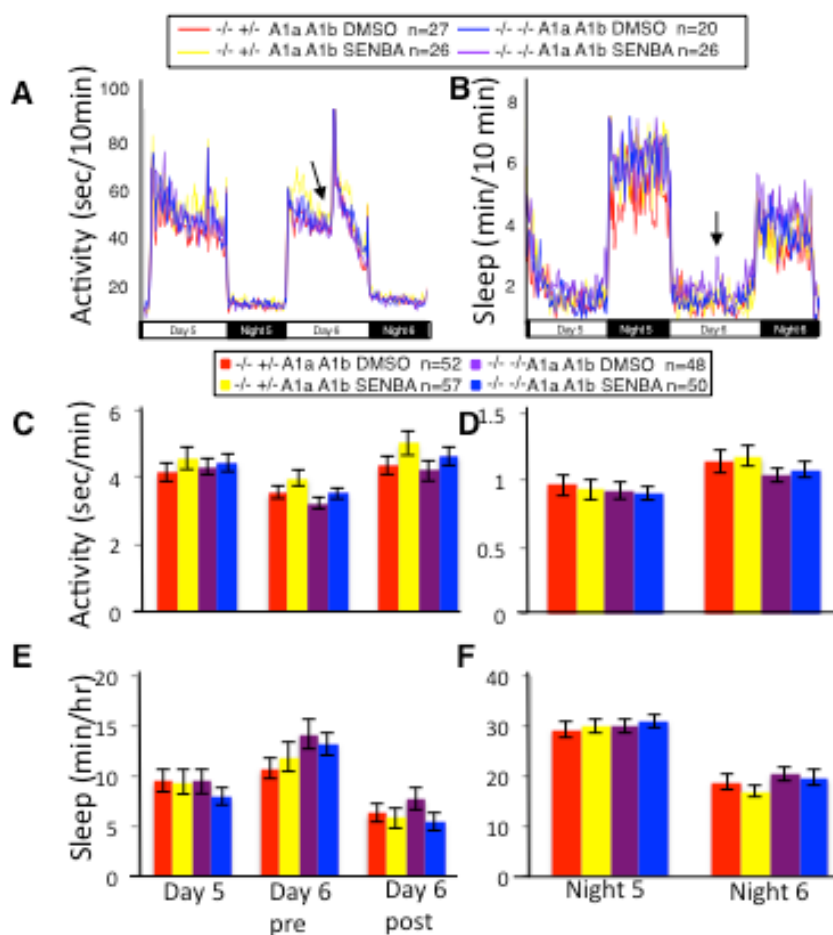 -/- +/- A1a A1b DMSO n=27 -/- -/- A1a A1b DMSO n=20
-/- +/- A1a A1b SENBA n=26 -/- -/- A1a A1b SENBA n=26
A
Activity (sec/10min)
100
80
60
40
20
Day 5 Night 5 Day 6 Night 6
B
Sleep (min/10 min)
8
6
4
2
Day 5 Night 5 Day 6 Night 6
-/- +/- A1a A1b DMSO n=52 -/- -/-A1a A1b DMSO n=48
-/- +/- A1a A1b SENBA n=57 -/- -/-A1a A1b SENBA n=50
C
Activity (sec/min)
6
4
2
0
D
1.5
1
0.5
0
E
Sleep (min/hr)
20
15
10
5
0
Day 5 Day 6 Day 6
pre post
F
40
30
20
10
0
Night 5 Night 6